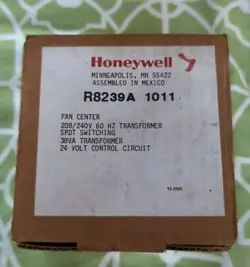 Honeywell
MINNEAPOLIS, MN 55422
ASSEMBLED IN MEXICO
R8239A 1011
FAN CENTER
208/240V 60 HZ TRANSFORMER
SPDT SWITCHING
38VA TRANSFORMER
24 VOLT CONTROL CIRCUIT